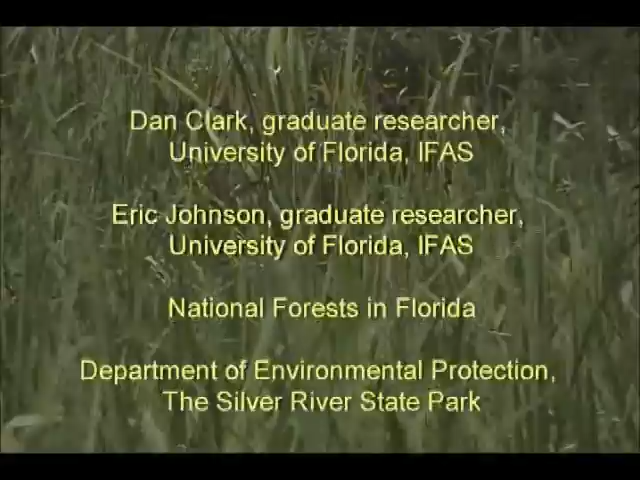 Dan Clark, graduate researcher,
University of Florida, IFAS
Eric Johnson, graduate researcher,
University of Florida, IFAS
National Forests in Florida
Department of Environmental Protection,
The Silver River State Park